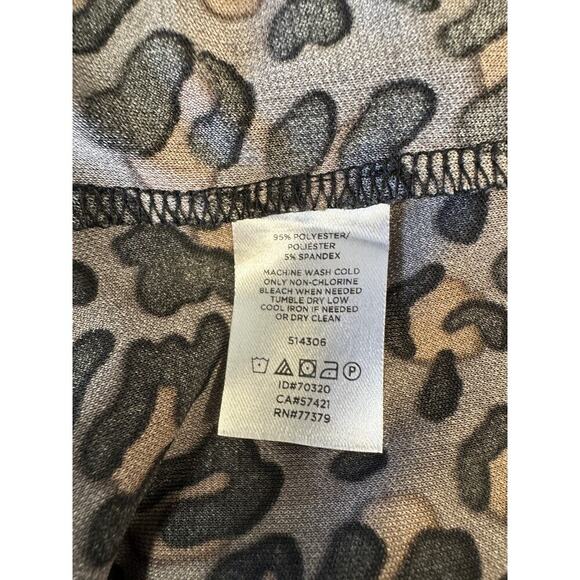 95% POLYESTER/
POLIÉSTER
5% SPANDEX
MACHINE WASH COLD
ONLY NON-CHLORINE
BLEACH WHEN NEEDED
TUMBLE DRY LOW
COOL IRON IF NEEDED
OR DRY CLEAN
514306
P
ID#70320
CA#57421
RN#77379